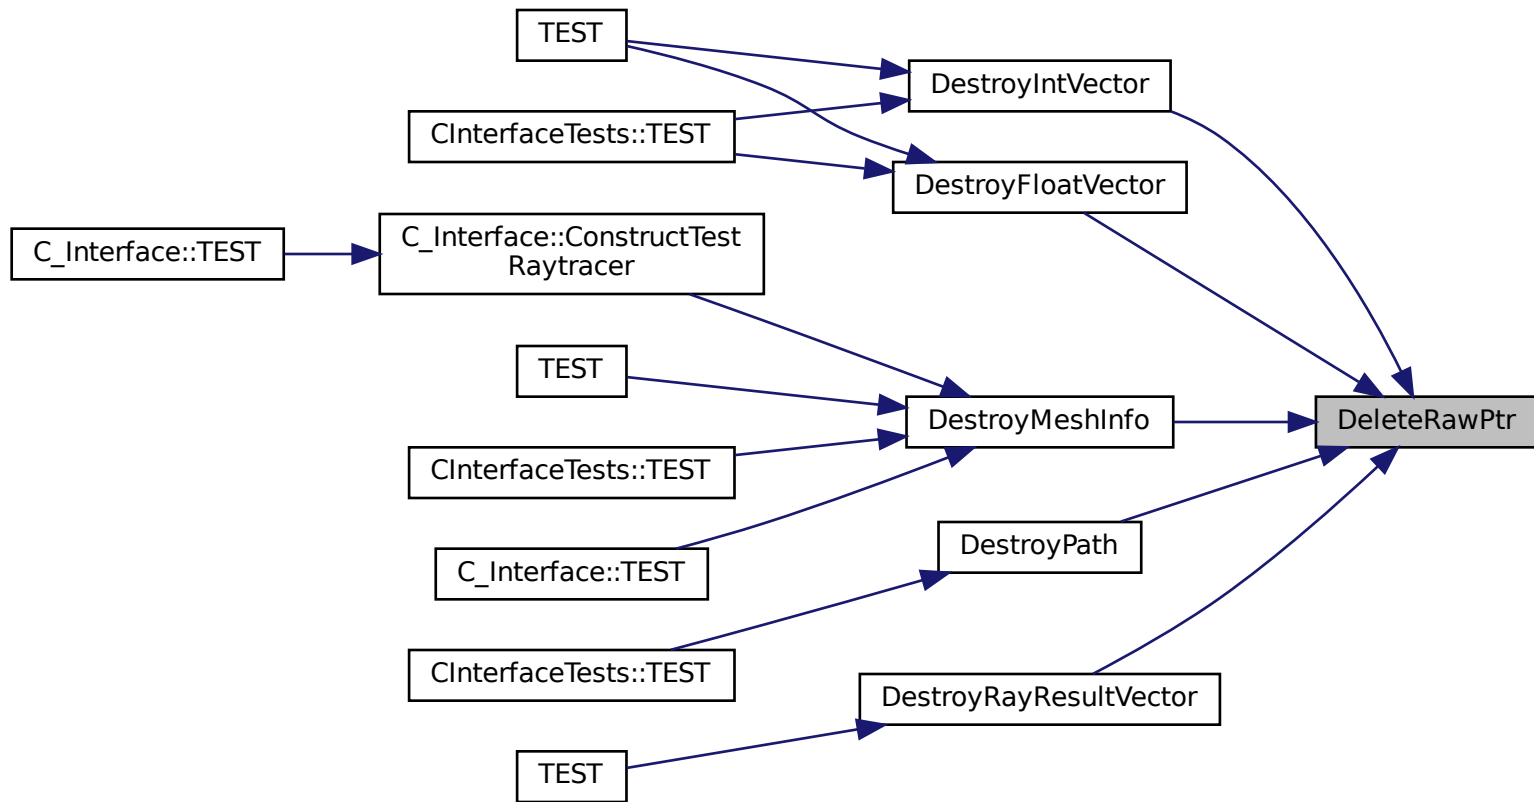 TEST
DestroyIntVector
CInterfaceTests::TEST
DestroyFloatVector
C_Interface::TEST
C_Interface::ConstructTest
Raytracer
TEST
DestroyMeshInfo
DeleteRawPtr
CInterfaceTests::TEST
C_Interface::TEST
DestroyPath
CInterfaceTests::TEST
DestroyRayResultVector
TEST